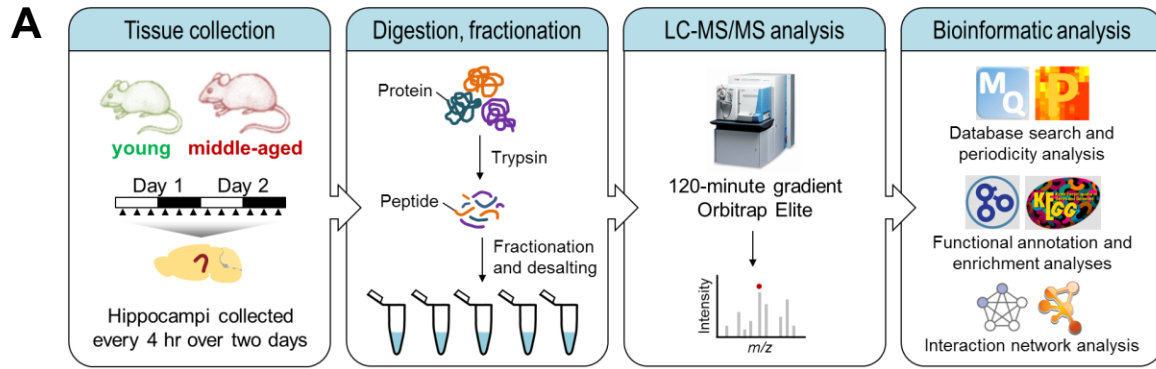 A
Tissue collection
young middle-aged
Day 1 Day 2
Hippocampi collected
every 4 hr over two days
Digestion, fractionation
Protein
Trypsin
Peptide
Fractionation
and desalting
LC-MS/MS analysis
120-minute gradient
Orbitrap Elite
Intensity
m/z
Bioinformatic analysis
MQ P
Database search and
periodicity analysis
KEGG
Functional annotation and
enrichment analyses
Interaction network analysis